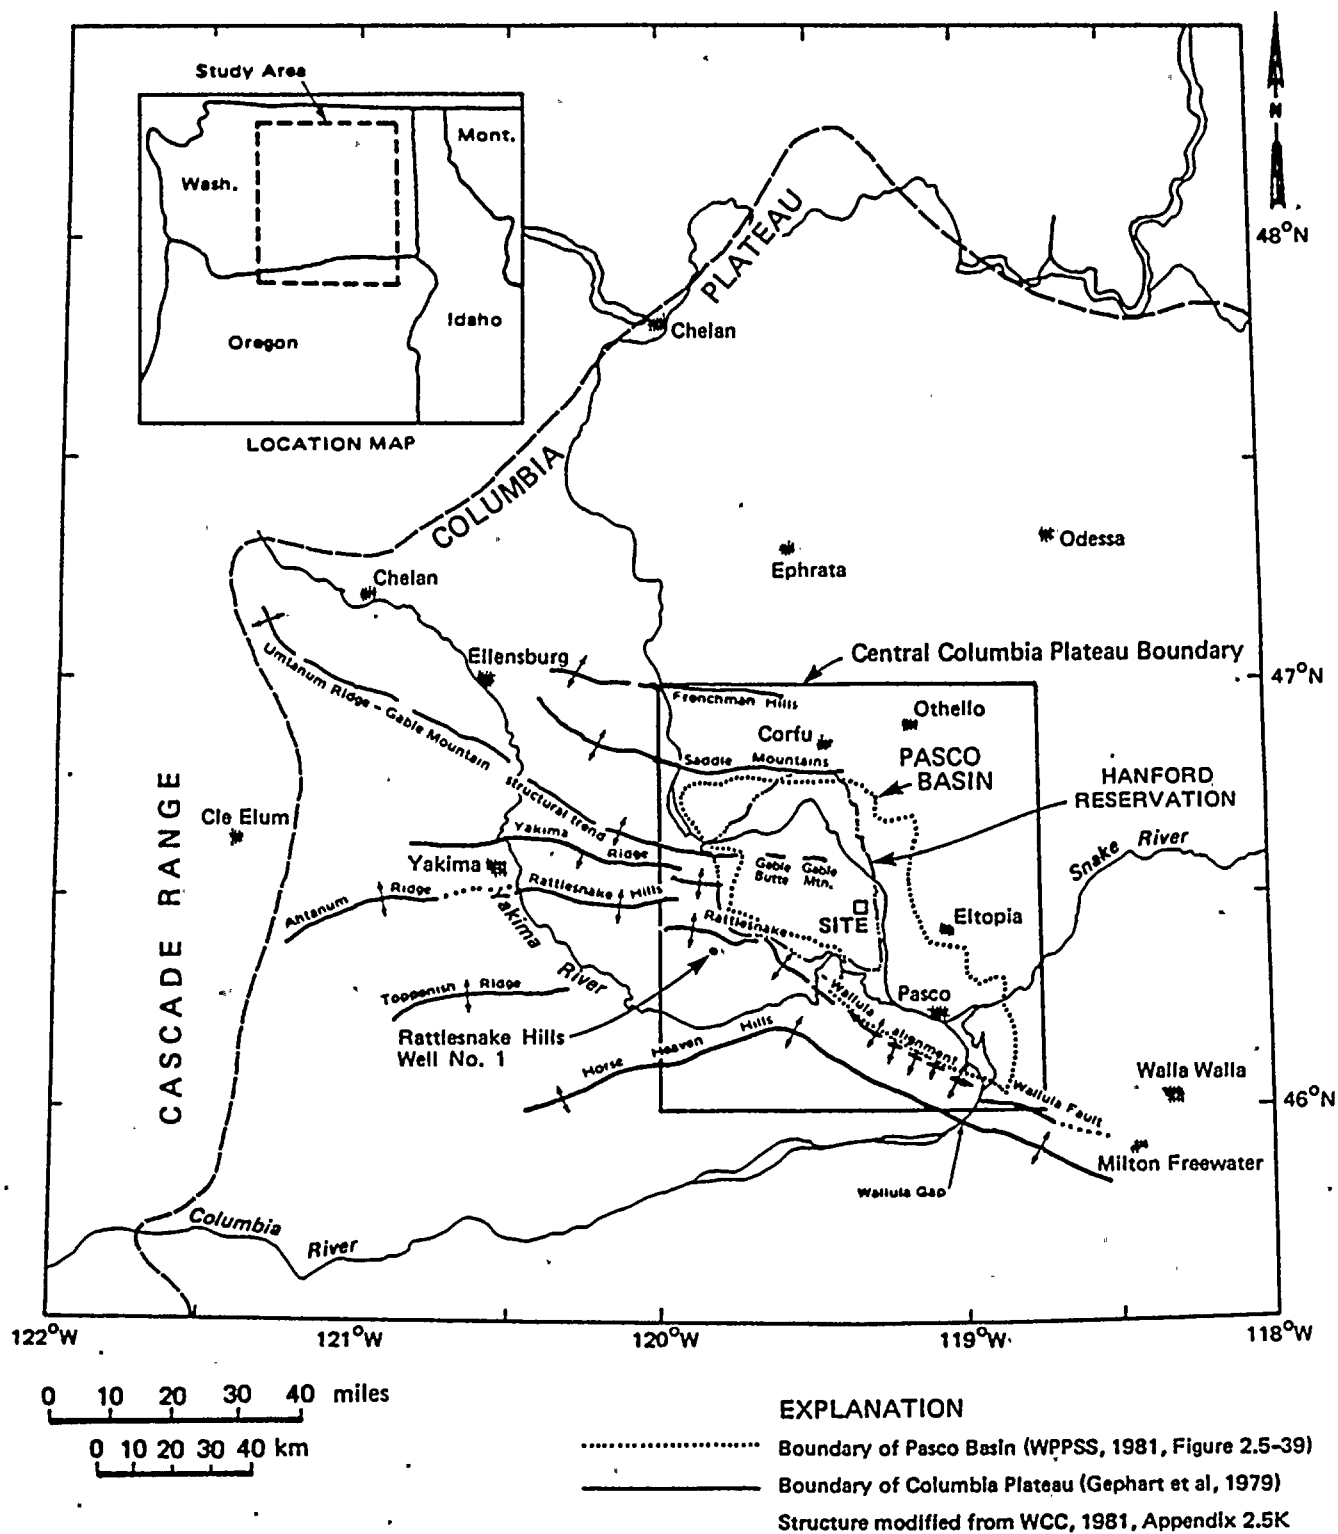 Study Area
N
Mont.
Wash.
48°N
PLATEAU
Idaho
Chelan
Oregon
LOCATION MAP
COLUMBIA
Odessa
Ephrata
Chelan
Central Columbia Plateau Boundary
Ellensburg
47°N
Umtanum Ridge - Gable Mountain
structural trend
Frenchman Hills
Othello
Corfu
Saddle Mountains
PASCO
BASIN
HANFORD
RESERVATION
CASCADE RANGE
Cle Elum
Yakima
Ridge
Snake River
Yakima
Gable
Butte
Gable
Mtn.
Ahtanum Ridge
Rattlesnake Hills
Rattlesnake
SITE
Eltopia
Yakima
River
Toppenish Ridge
Wallula alignment
Pasco
Rattlesnake Hills
Well No. 1
Horse Heaven Hills
Walla Walla
Wallula Fault
46°N
Milton Freewater
Wallula Gap
Columbia
River
122°W
121°W
120°W
119°W
118°W
0 10 20 30 40 miles
0 10 20 30 40 km
EXPLANATION
Boundary of Pasco Basin (WPPSS, 1981, Figure 2.5-39)
Boundary of Columbia Plateau (Gephart et al, 1979)
Structure modified from WCC, 1981, Appendix 2.5K